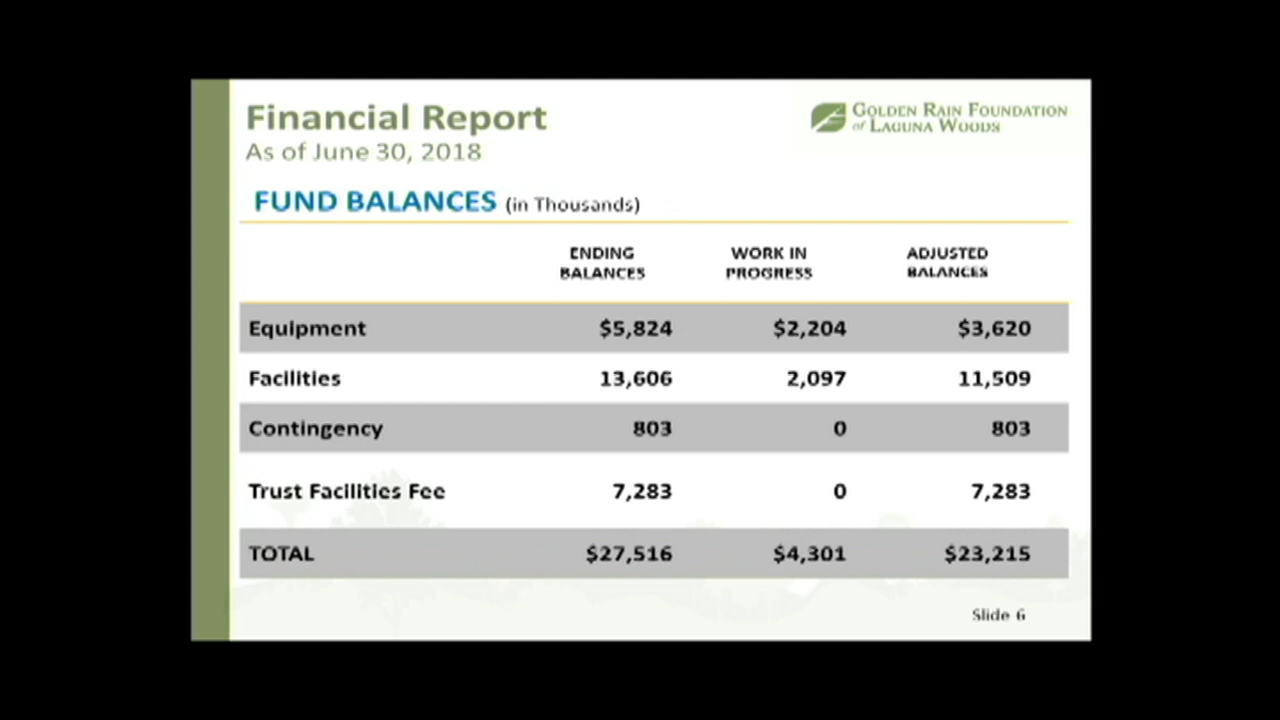 Financial Report
GOLDEN RAIN FOUNDATION
of LAGUNA WOODS
As of June 30, 2018
FUND BALANCES (in Thousands)
ENDING BALANCES WORK IN PROGRESS ADJUSTED BALANCES
Equipment $5,824 $2,204 $3,620
Facilities 13,606 2,097 11,509
Contingency 803 0 803
Trust Facilities Fee 7,283 0 7,283
TOTAL $27,516 $4,301 $23,215
Slide 6